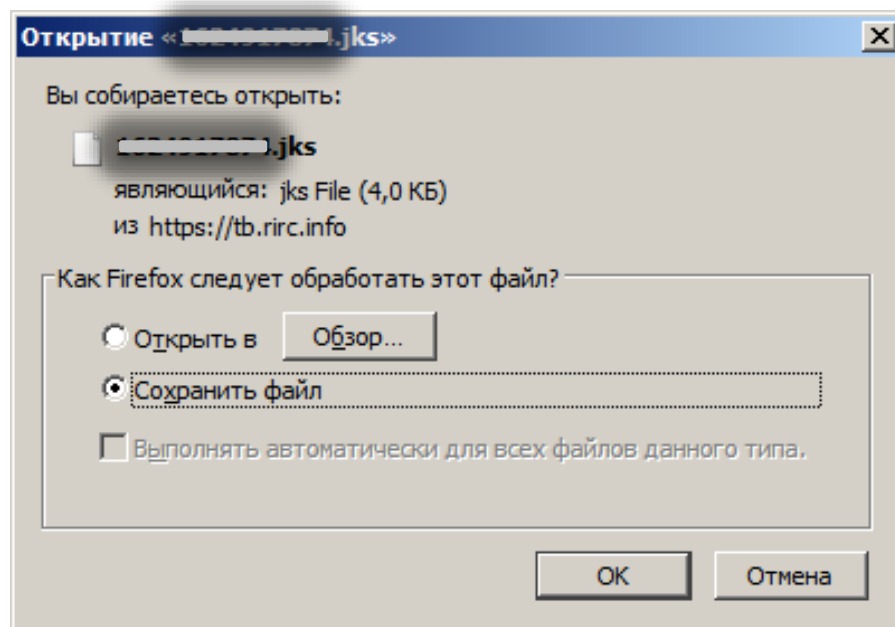 Открытие «.jks»
Вы собираетесь открыть:
.jks
являющийся: jks File (4,0 КБ)
из https://tb.rirc.info
Как Firefox следует обработать этот файл?
Открыть в
Обзор...
Сохранить файл
Выполнять автоматически для всех файлов данного типа.
OK
Отмена